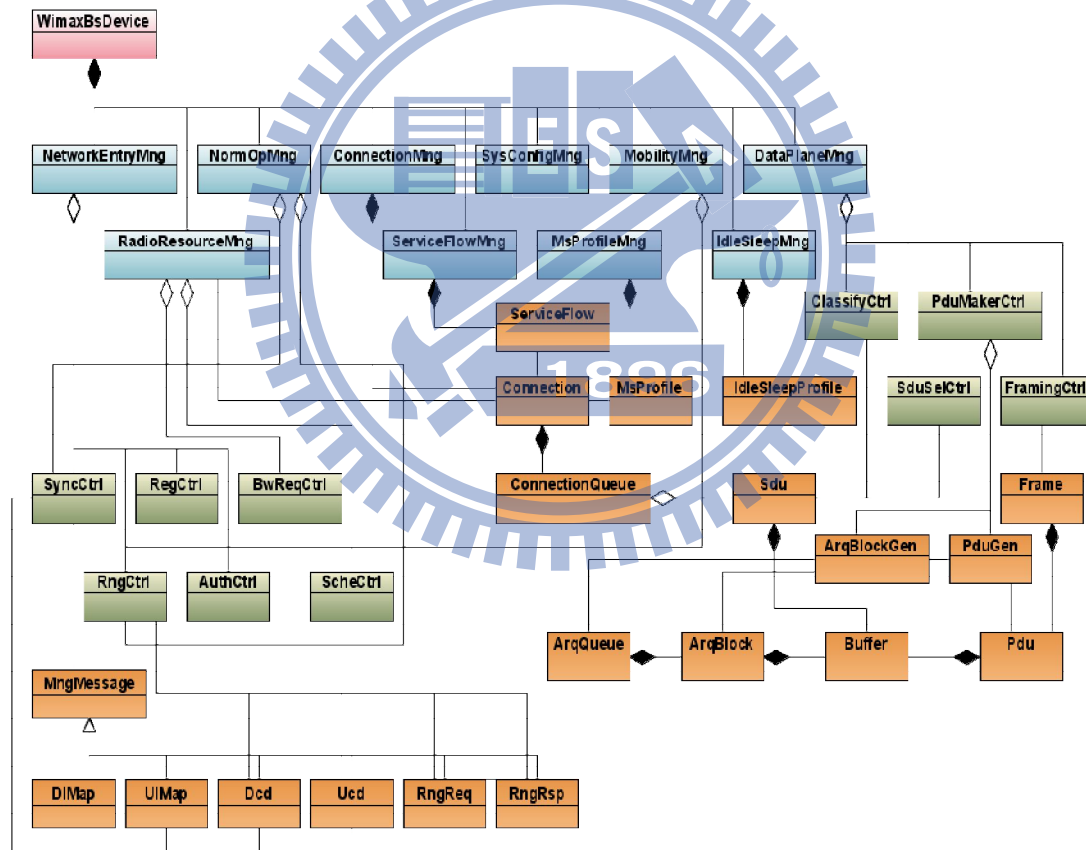 WimaxBsDevice
NetworkEntryMng
NormOpMng
ConnectionMng
SysConfigMng
MobilityMng
DataPlaneMng
RadioResourceMng
ServiceFlowMng
MsProfileMng
IdleSleepMng
ClassifyCtrl
PduMakerCtrl
ServiceFlow
Connection
MsProfile
IdleSleepProfile
SduSelCtrl
FramingCtrl
SyncCtrl
RegCtrl
BwReqCtrl
ConnectionQueue
Sdu
Frame
ArqBlockGen
PduGen
RngCtrl
AuthCtrl
ScheCtrl
ArqQueue
ArqBlock
Buffer
Pdu
MngMessage
DlMap
UlMap
Dcd
Ucd
RngReq
RngRsp
E S A
1896